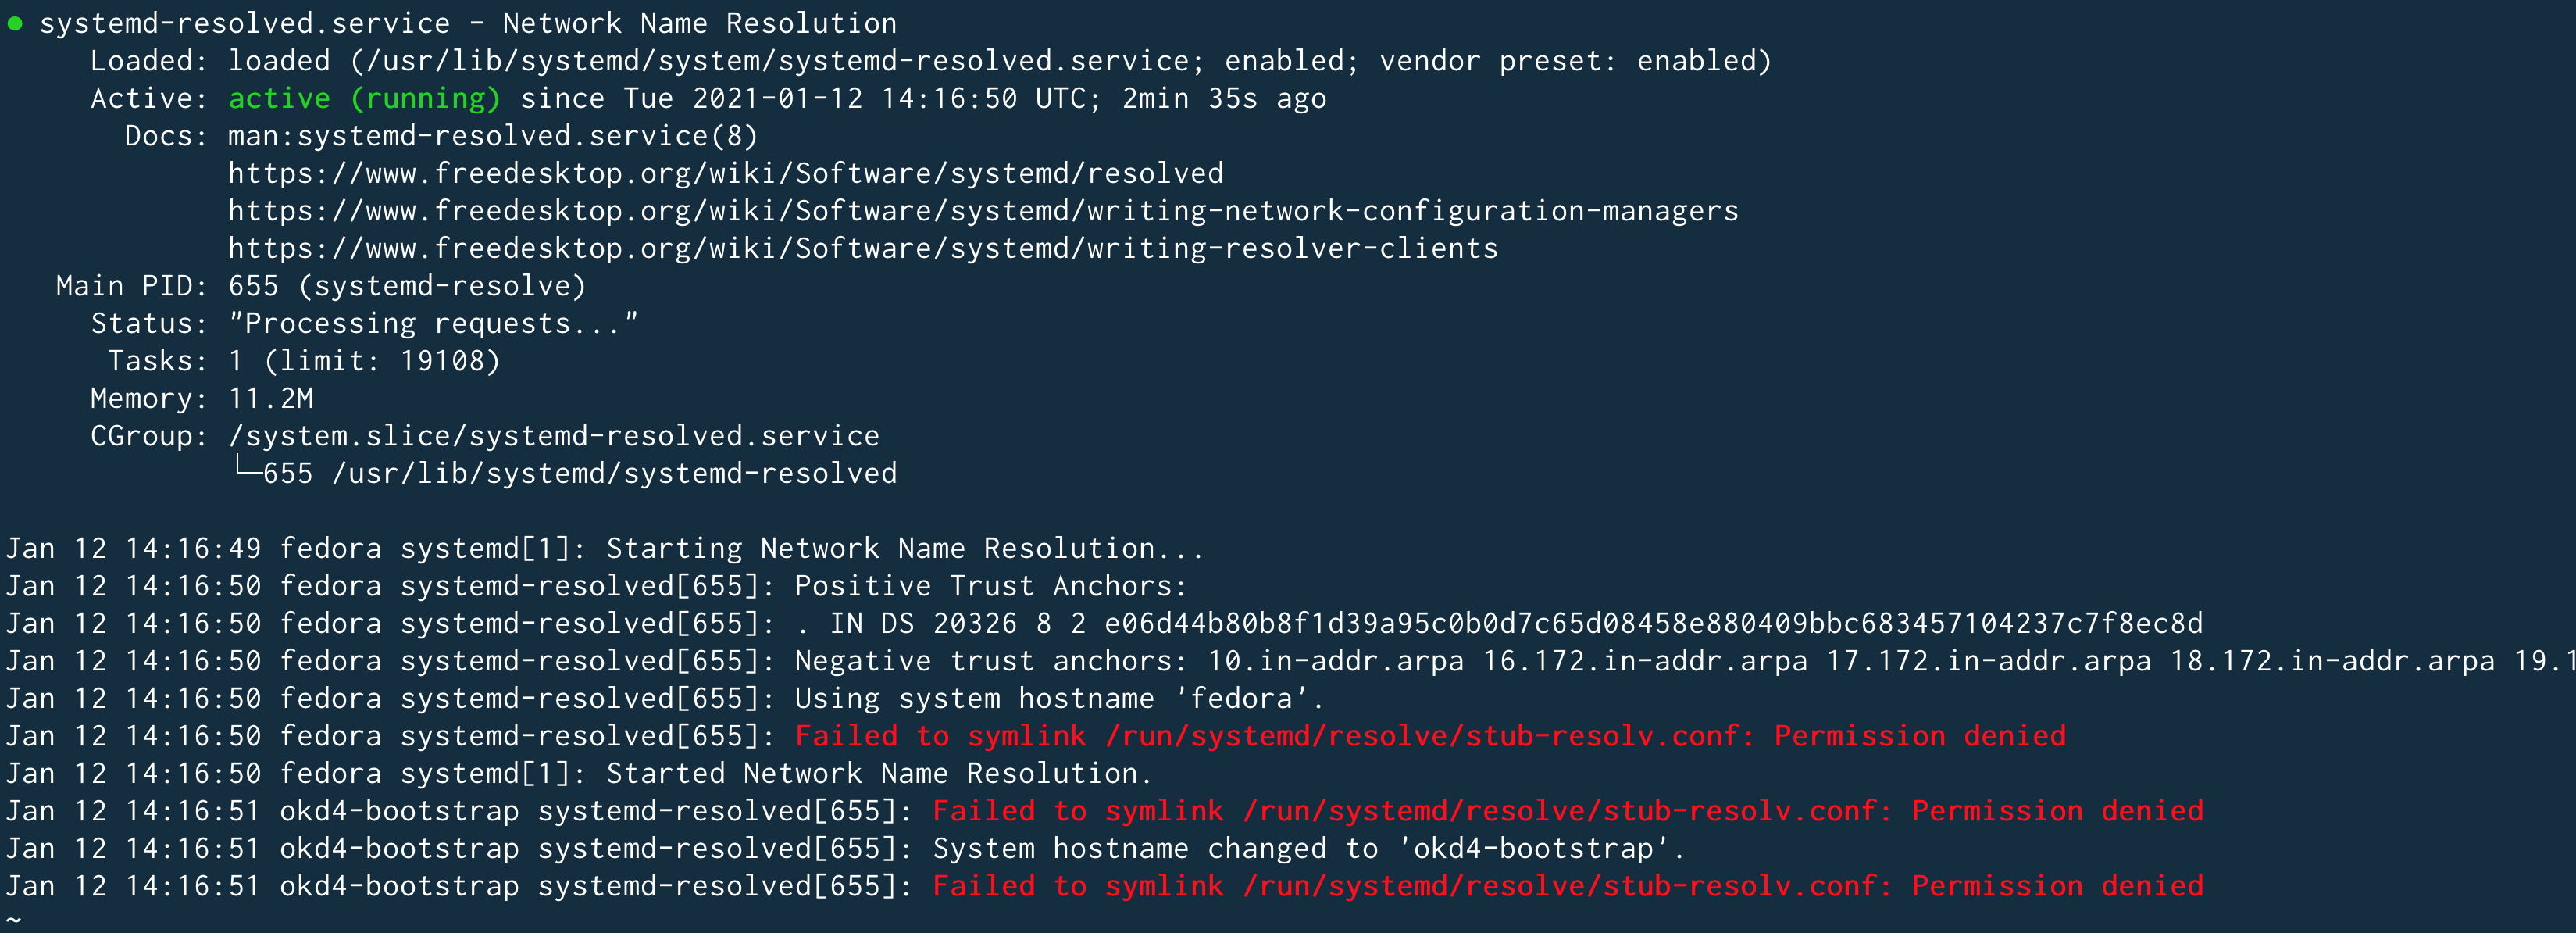 ● systemd-resolved.service - Network Name Resolution
Loaded: loaded (/usr/lib/systemd/system/systemd-resolved.service; enabled; vendor preset: enabled)
Active: active (running) since Tue 2021-01-12 14:16:50 UTC; 2min 35s ago
Docs: man:systemd-resolved.service(8)
https://www.freedesktop.org/wiki/Software/systemd/resolved
https://www.freedesktop.org/wiki/Software/systemd/writing-network-configuration-managers
https://www.freedesktop.org/wiki/Software/systemd/writing-resolver-clients
Main PID: 655 (systemd-resolve)
Status: "Processing requests..."
Tasks: 1 (limit: 19108)
Memory: 11.2M
CGroup: /system.slice/systemd-resolved.service
└─655 /usr/lib/systemd/systemd-resolved
Jan 12 14:16:49 fedora systemd[1]: Starting Network Name Resolution...
Jan 12 14:16:50 fedora systemd-resolved[655]: Positive Trust Anchors:
Jan 12 14:16:50 fedora systemd-resolved[655]: . IN DS 20326 8 2 e06d44b80b8f1d39a95c0b0d7c65d08458e880409bbc683457104237c7f8ec8d
Jan 12 14:16:50 fedora systemd-resolved[655]: Negative trust anchors: 10.in-addr.arpa 16.172.in-addr.arpa 17.172.in-addr.arpa 18.172.in-addr.arpa 19.1
Jan 12 14:16:50 fedora systemd-resolved[655]: Using system hostname 'fedora'.
Jan 12 14:16:50 fedora systemd-resolved[655]: Failed to symlink /run/systemd/resolve/stub-resolv.conf: Permission denied
Jan 12 14:16:50 fedora systemd[1]: Started Network Name Resolution.
Jan 12 14:16:51 okd4-bootstrap systemd-resolved[655]: Failed to symlink /run/systemd/resolve/stub-resolv.conf: Permission denied
Jan 12 14:16:51 okd4-bootstrap systemd-resolved[655]: System hostname changed to 'okd4-bootstrap'.
Jan 12 14:16:51 okd4-bootstrap systemd-resolved[655]: Failed to symlink /run/systemd/resolve/stub-resolv.conf: Permission denied
~